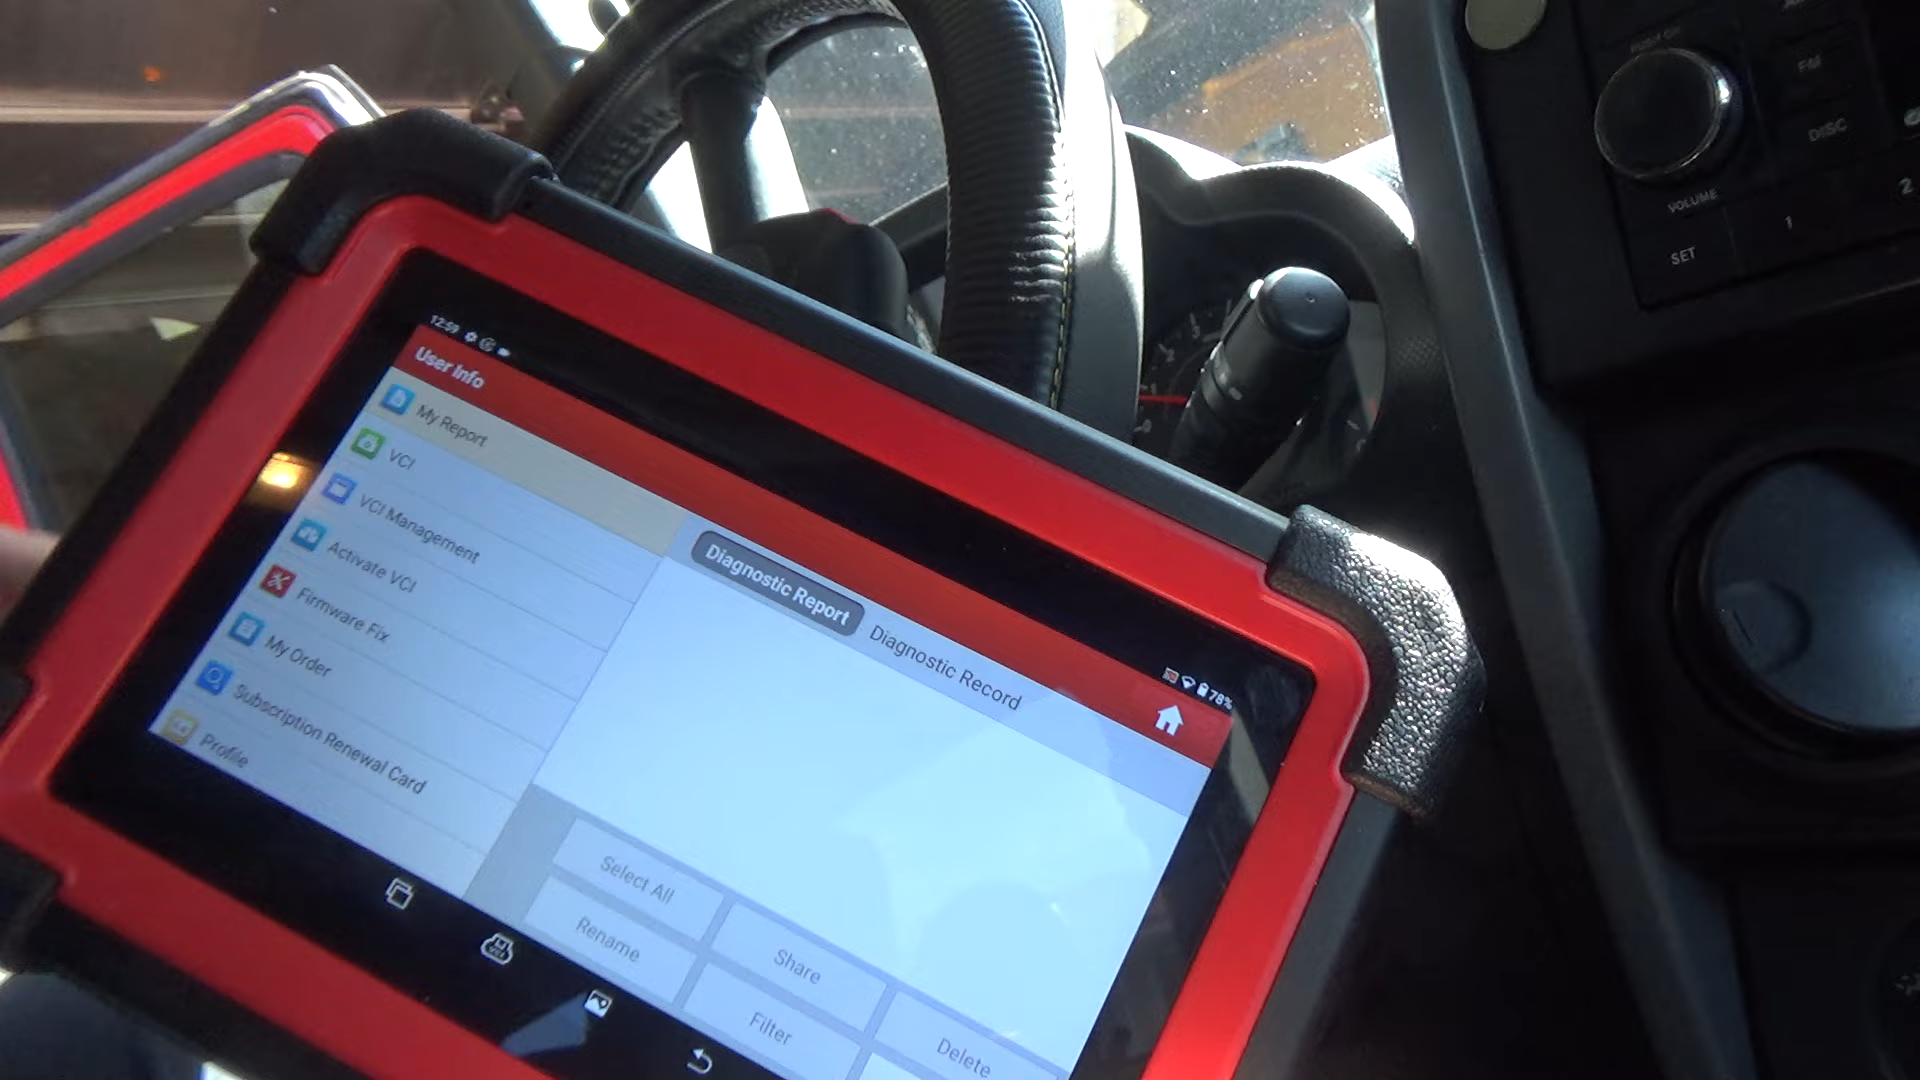 12:59
User Info
78%
My Report
VCI
VCI Management
Activate VCI
Firmware Fix
My Order
Subscription Renewal Card
Profile
Diagnostic Report
Diagnostic Record
Select All
Share
Delete
Rename
Filter
FM
DISC
VOLUME
SET
1
2